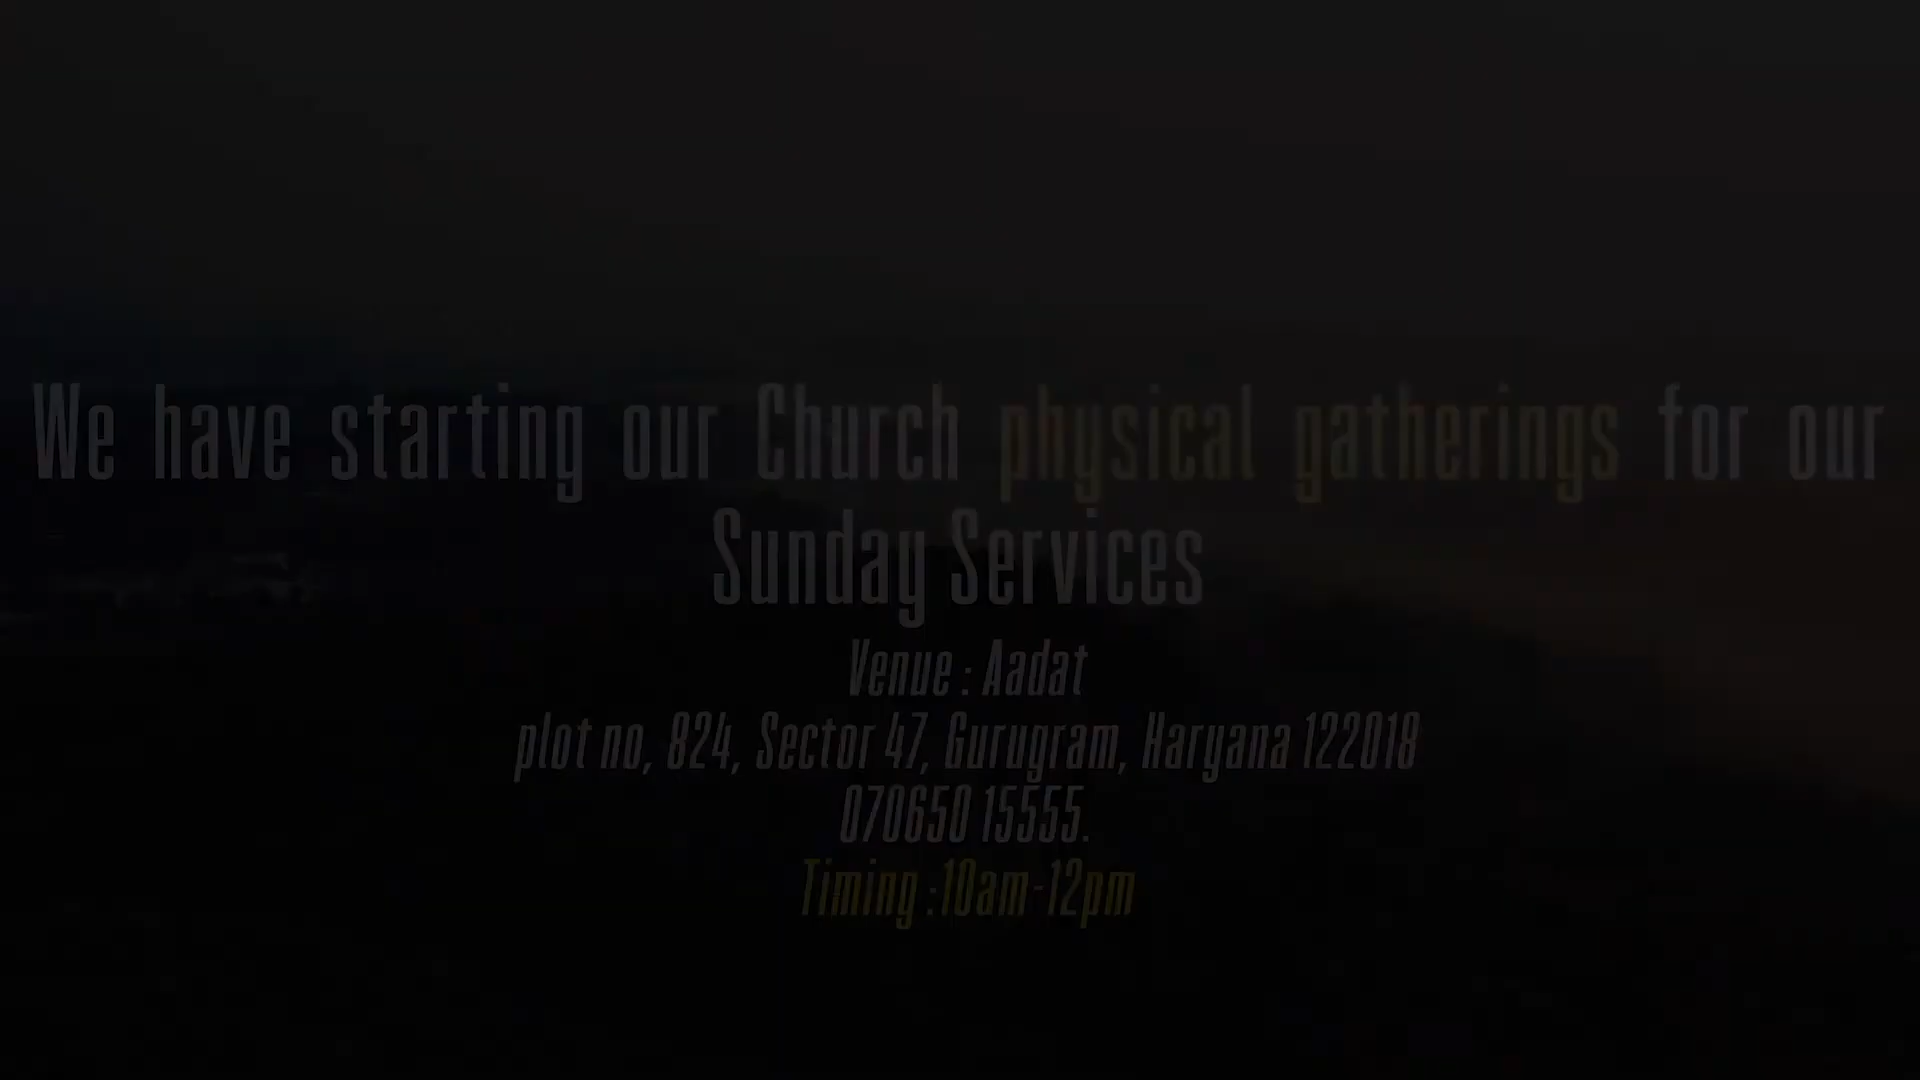 We have starting our Church physical gatherings for our
Sunday Services
Venue : Aadat
plot no, 824, Sector 47, Gurugram, Haryana 122018
070650 15555.
Timing :10am-12pm